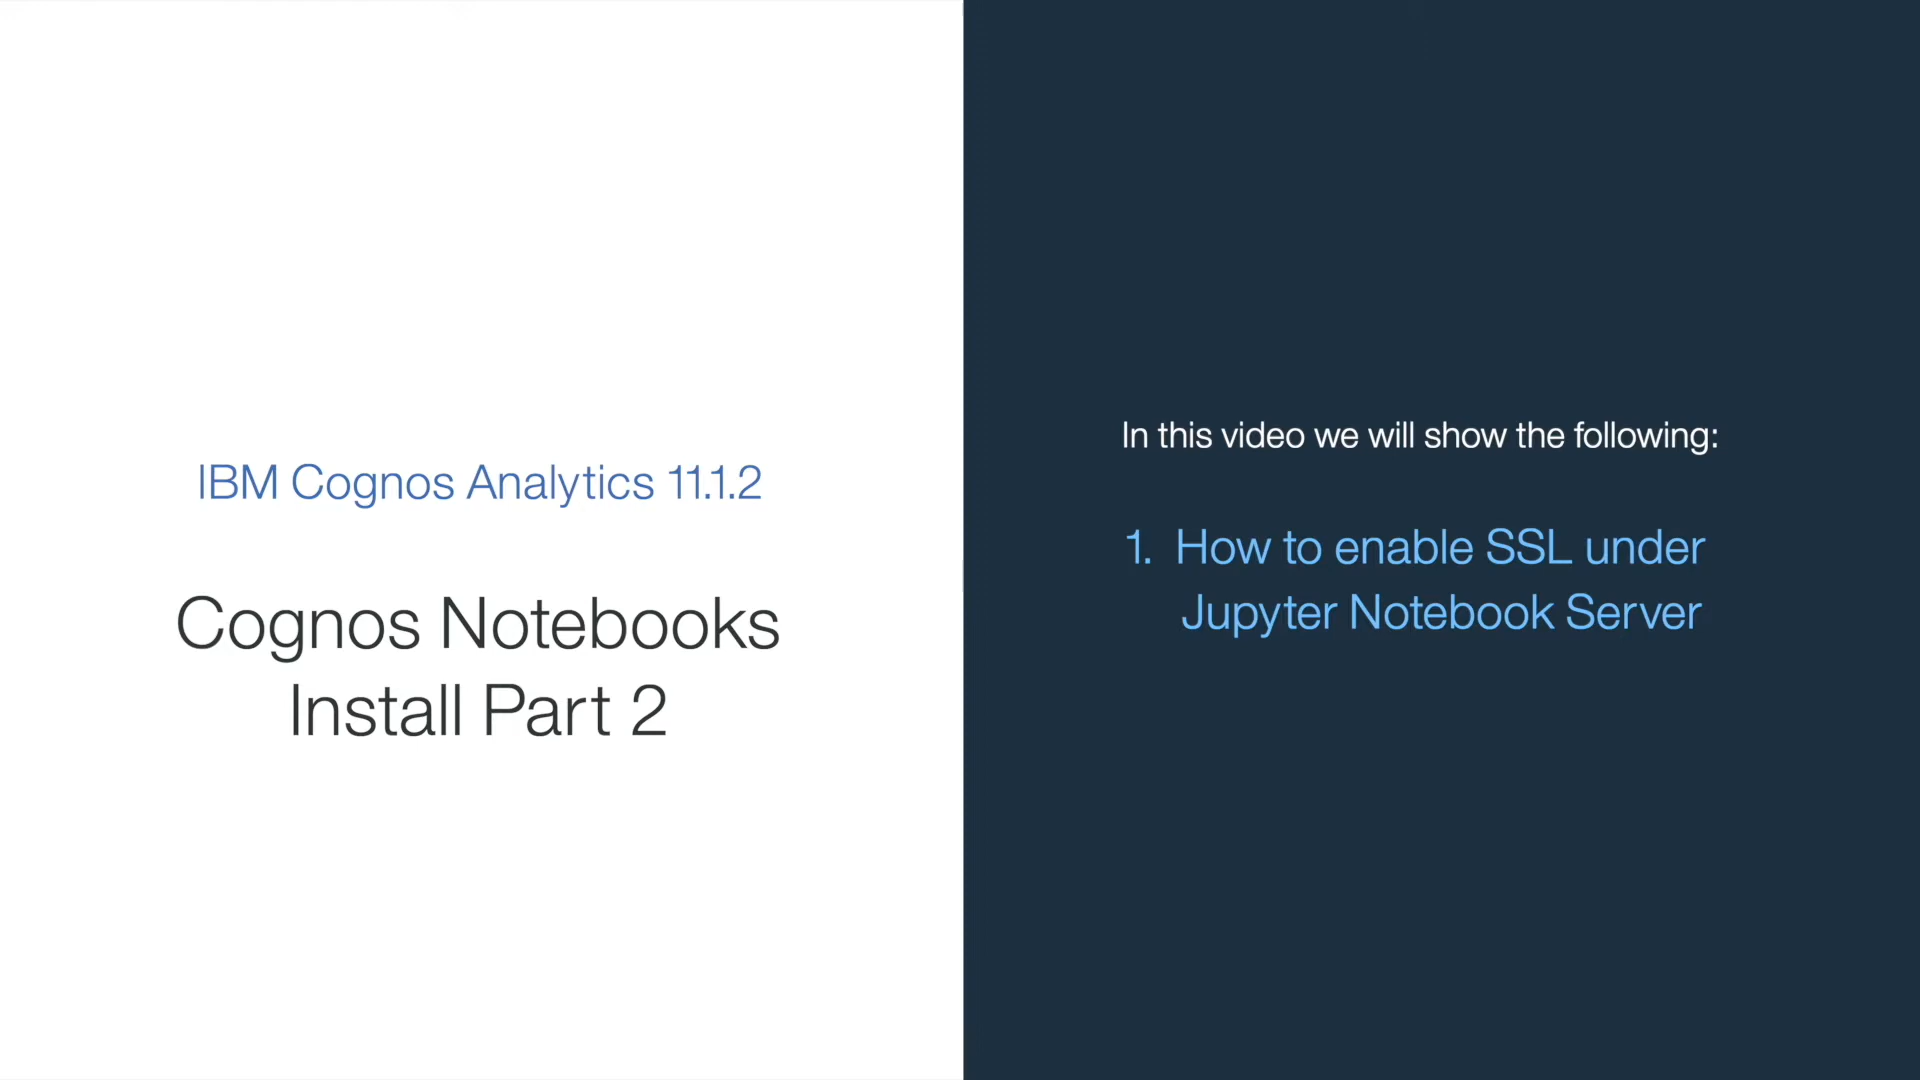 IBM Cognos Analytics 11.1.2
Cognos Notebooks
Install Part 2
In this video we will show the following:
1. How to enable SSL under
Jupyter Notebook Server